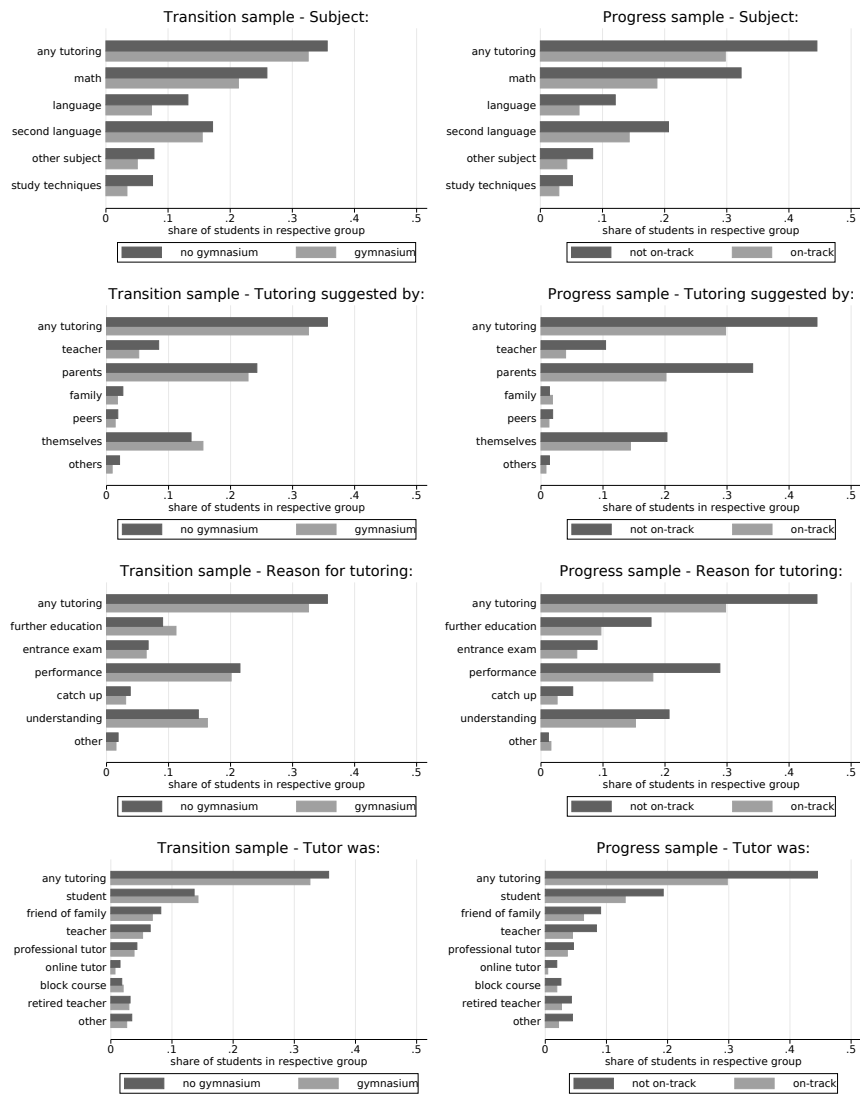 Transition sample - Subject:
any tutoring
math
language
second language
other subject
study techniques
0 .1 .2 .3 .4 .5
share of students in respective group
no gymnasium gymnasium
Progress sample - Subject:
any tutoring
math
language
second language
other subject
study techniques
0 .1 .2 .3 .4 .5
share of students in respective group
not on-track on-track
Transition sample - Tutoring suggested by:
any tutoring
teacher
parents
family
peers
themselves
others
0 .1 .2 .3 .4 .5
share of students in respective group
no gymnasium gymnasium
Progress sample - Tutoring suggested by:
any tutoring
teacher
parents
family
peers
themselves
others
0 .1 .2 .3 .4 .5
share of students in respective group
not on-track on-track
Transition sample - Reason for tutoring:
any tutoring
further education
entrance exam
performance
catch up
understanding
other
0 .1 .2 .3 .4 .5
share of students in respective group
no gymnasium gymnasium
Progress sample - Reason for tutoring:
any tutoring
further education
entrance exam
performance
catch up
understanding
other
0 .1 .2 .3 .4 .5
share of students in respective group
not on-track on-track
Transition sample - Tutor was:
any tutoring
student
friend of family
teacher
professional tutor
online tutor
block course
retired teacher
other
0 .1 .2 .3 .4 .5
share of students in respective group
no gymnasium gymnasium
Progress sample - Tutor was:
any tutoring
student
friend of family
teacher
professional tutor
online tutor
block course
retired teacher
other
0 .1 .2 .3 .4 .5
share of students in respective group
not on-track on-track